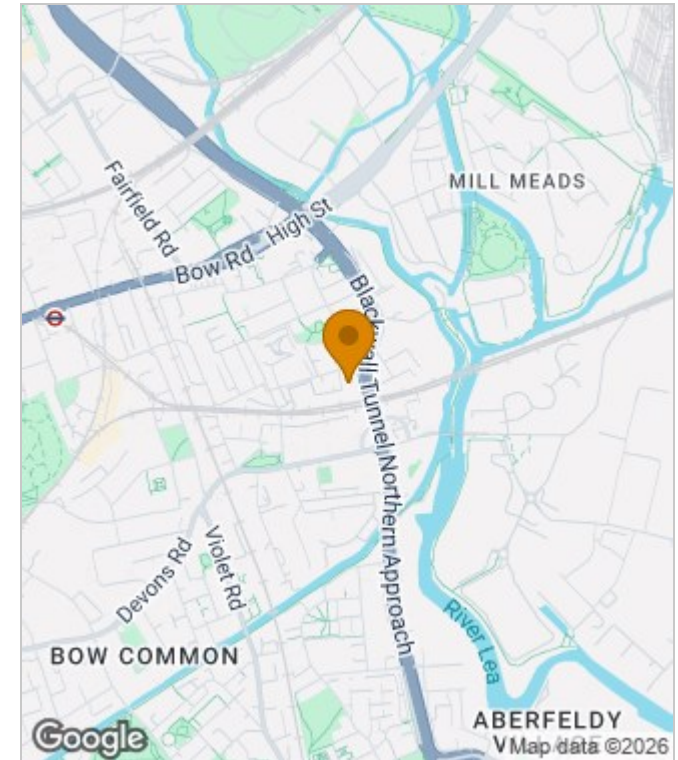 Fairfield Rd
MILL MEADS
High St
Bow Rd
Blackwall Tunnel Northern Approach
Devons Rd
Violet Rd
River Lea
BOW COMMON
ABERFELDY
Google
Map data ©2026